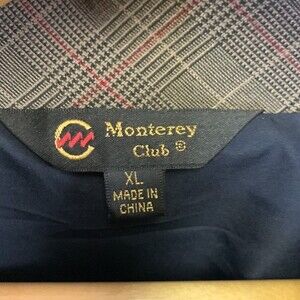 Monterey
Club ®
XL
MADE IN
CHINA